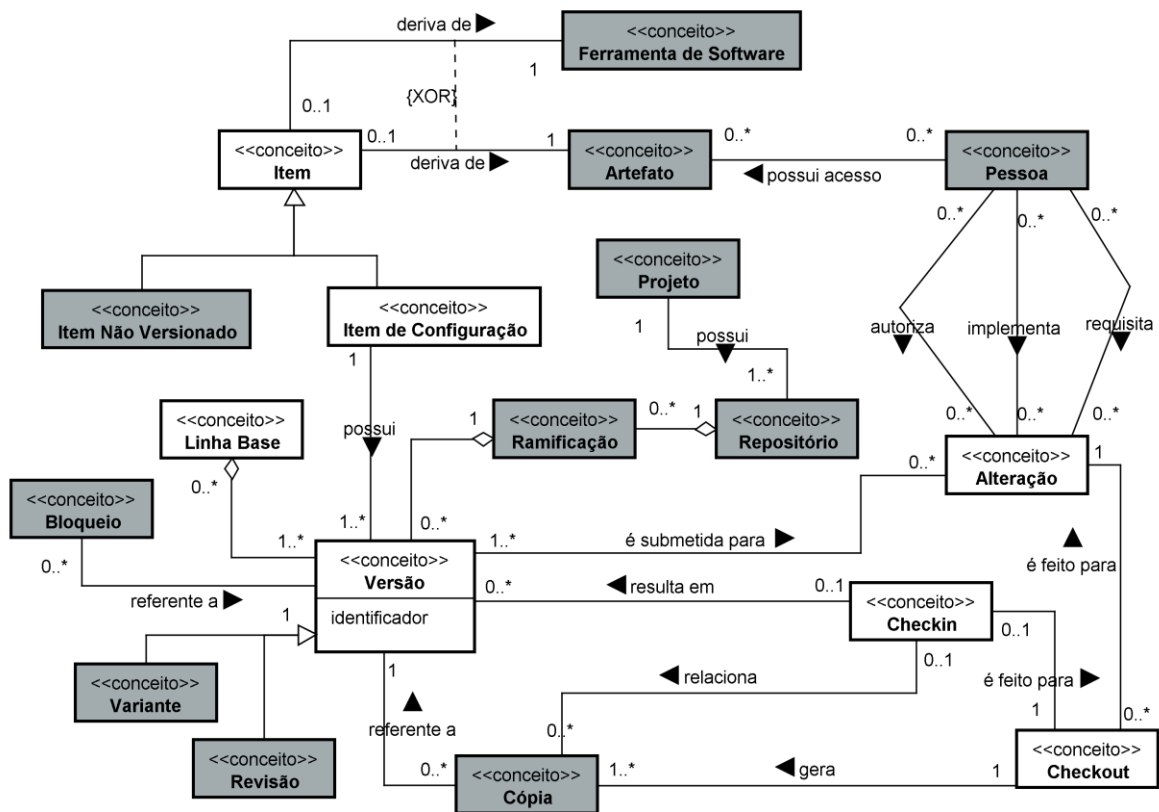 deriva de
<<conceito>>
Ferramenta de Software
1
{XOR}
0..1
<<conceito>>
Item
0..1
1
deriva de
<<conceito>>
Artefato
0..*
0..*
possui acesso
<<conceito>>
Pessoa
0..*
0..*
0..*
<<conceito>>
Projeto
<<conceito>>
Item Não Versionado
<<conceito>>
Item de Configuração
autoriza
implementa
requisita
1
possui
1
1..*
<<conceito>>
Linha Base
possui
1
<<conceito>>
Ramificação
0..*
1
<<conceito>>
Repositório
0..*
0..*
0..*
<<conceito>>
Alteração
1
0..*
0..*
<<conceito>>
Bloqueio
0..*
1..*
1..*
0..*
<<conceito>>
Versão
identificador
1..*
é submetida para
é feito para
referente a
0..*
resulta em
0..1
<<conceito>>
Checkin
0..1
0..1
1
<<conceito>>
Variante
1
referente a
relaciona
é feito para
<<conceito>>
Revisão
0..*
0..*
<<conceito>>
Cópia
1..*
gera
1
1
0..*
<<conceito>>
Checkout